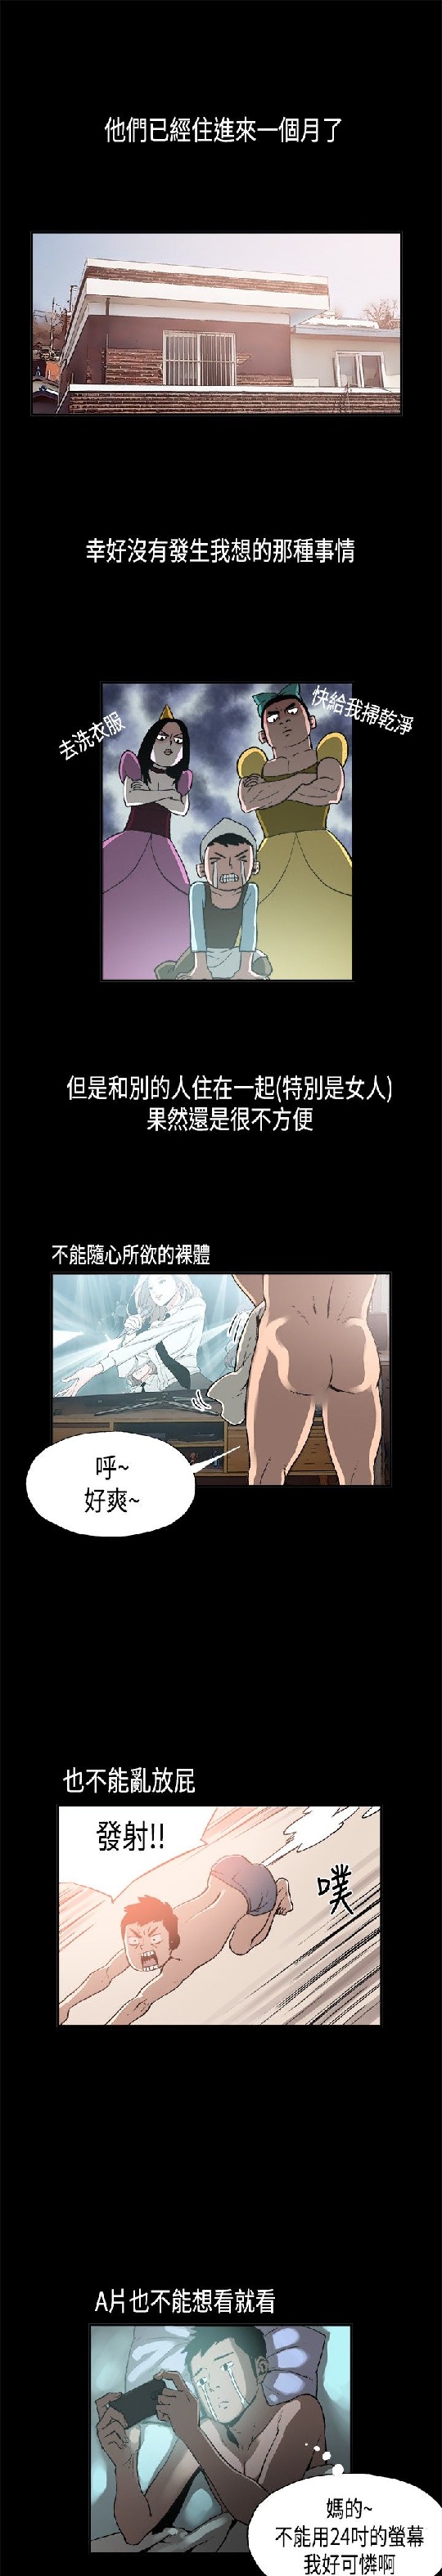 他們已經住進來一個月了
幸好沒有發生我想的那種事情
去洗衣服
快給我掃乾淨
但是和別的人住在一起(特別是女人)
果然還是很不方便
不能隨心所欲的裸體
呼~
好爽~
也不能亂放屁
發射!!
噗
A片也不能想看就看
媽的~
不能用24吋的螢幕
我好可憐啊